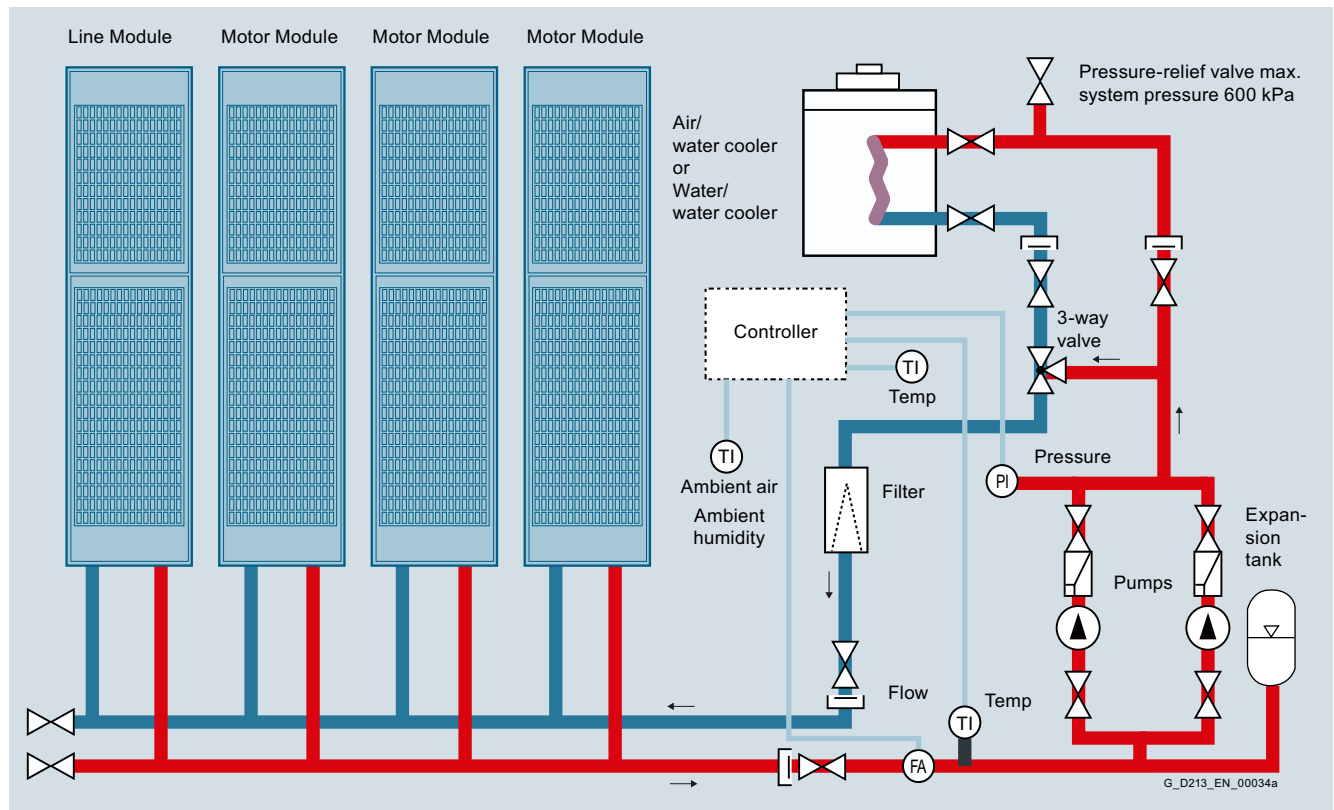 Line Module
Motor Module
Motor Module
Motor Module
Pressure-relief valve max.
system pressure 600 kPa
Air/
water cooler
or
Water/
water cooler
Controller
3-way
valve
TI
Temp
TI
Ambient air
Ambient
humidity
Filter
Pressure
PI
Expan-
sion
tank
Pumps
Flow
Temp
TI
FA
G_D213_EN_00034a